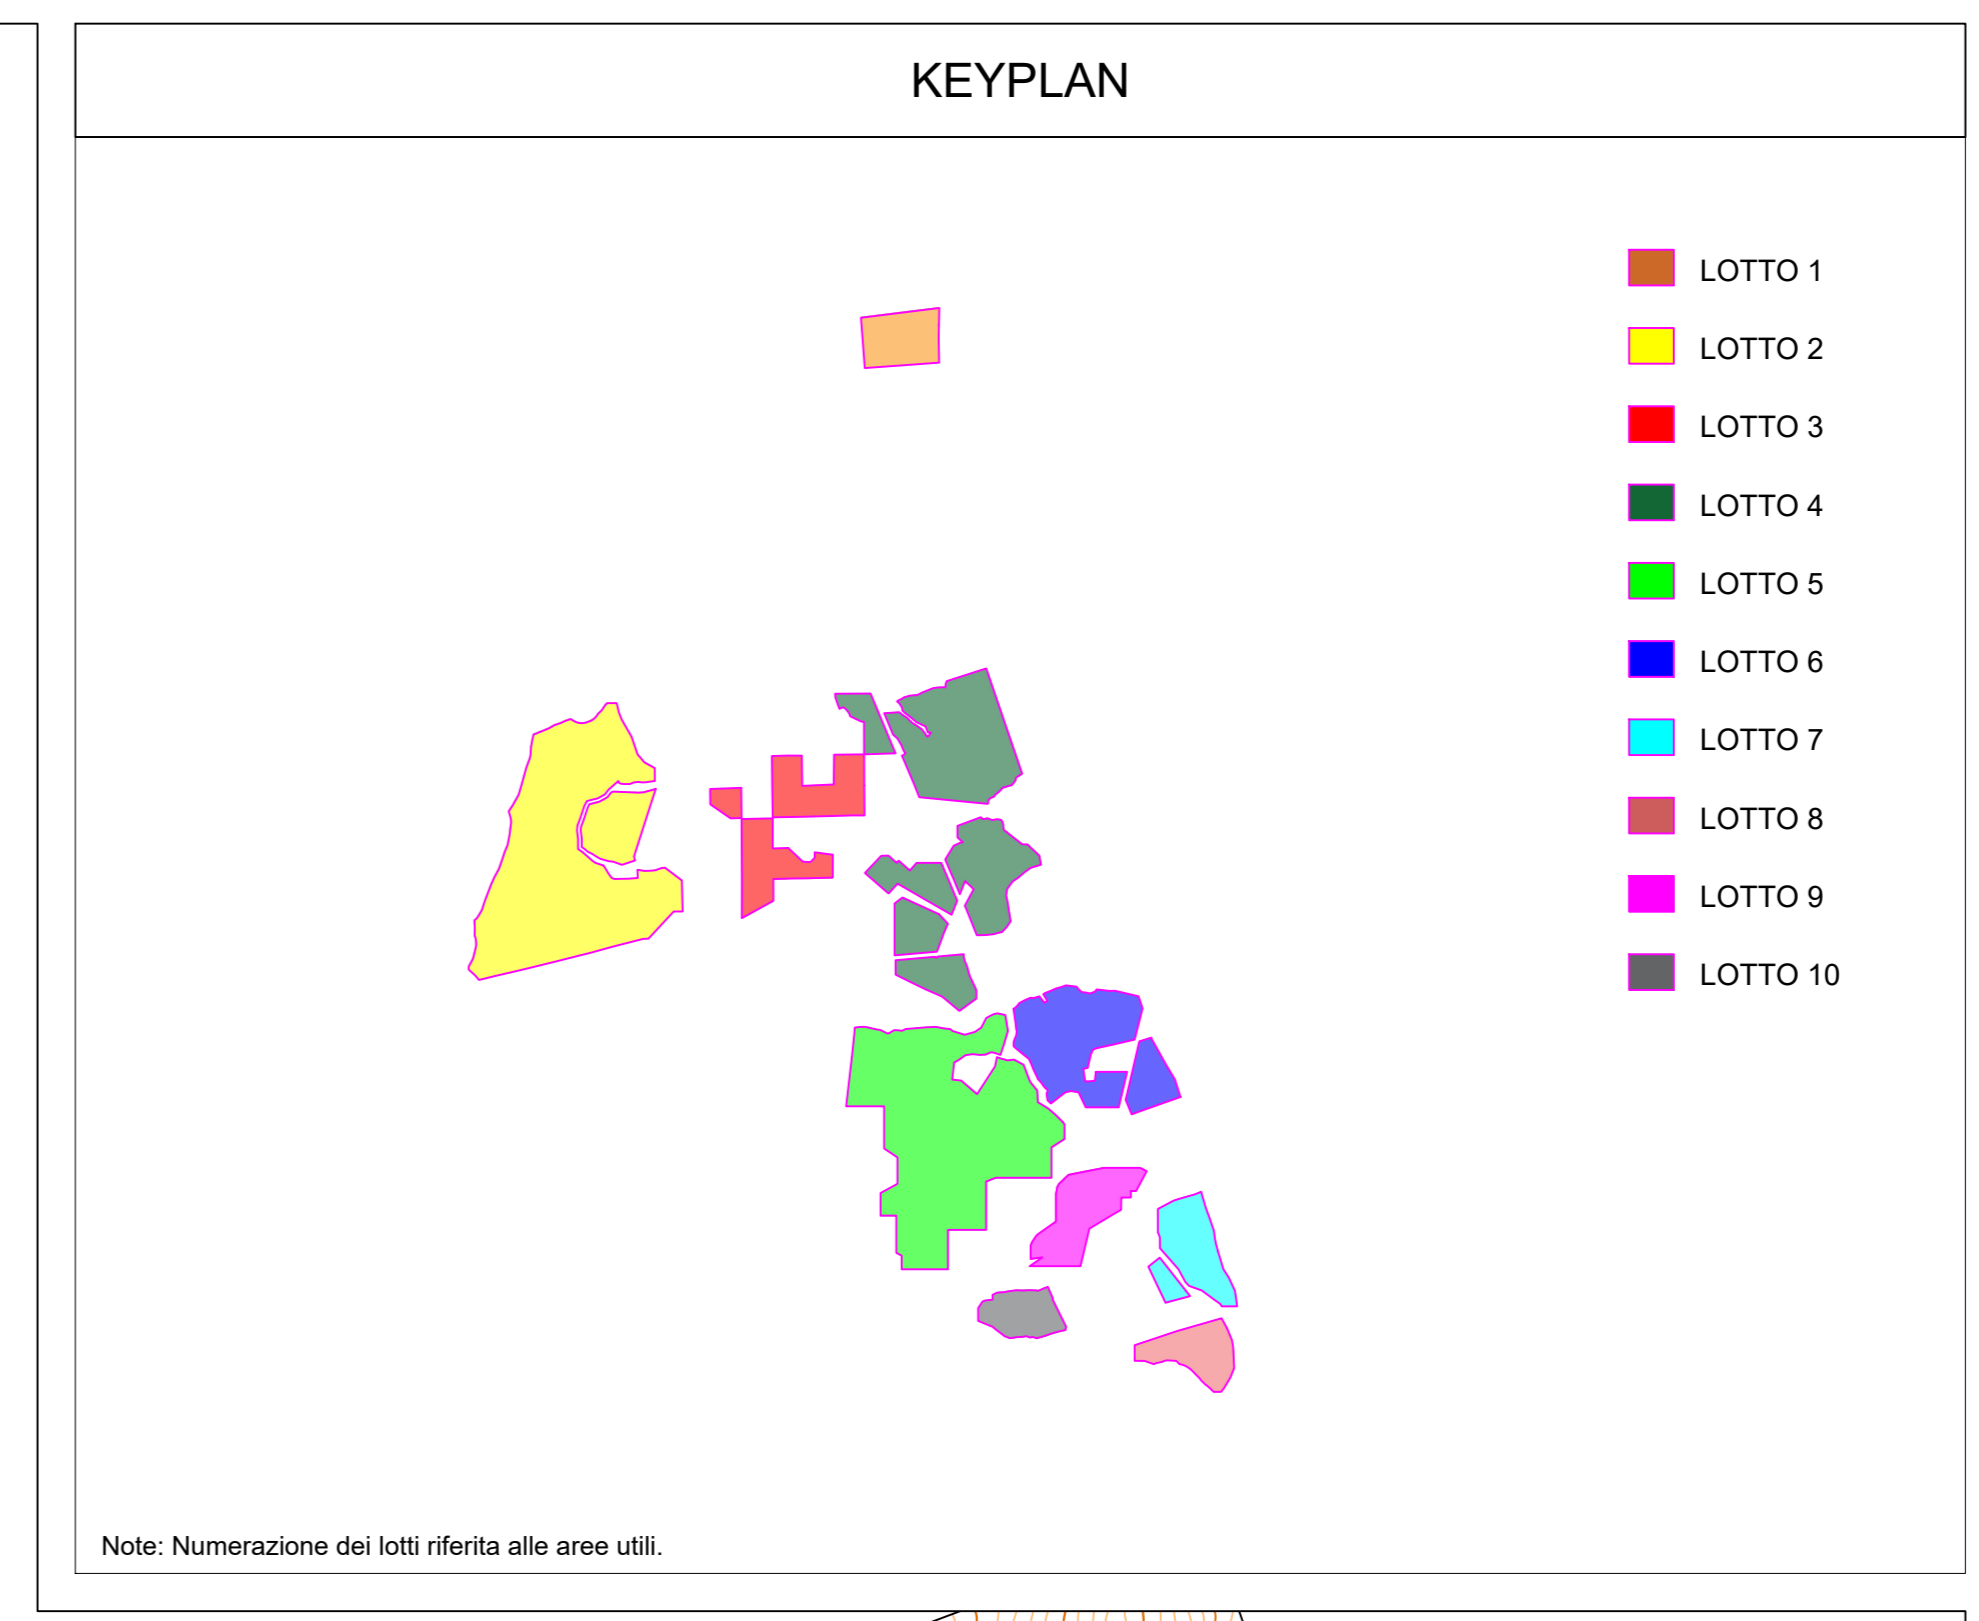 KEYPLAN
LOTTO 1
LOTTO 2
LOTTO 3
LOTTO 4
LOTTO 5
LOTTO 6
LOTTO 7
LOTTO 8
LOTTO 9
LOTTO 10
Note: Numerazione dei lotti riferita alle aree utili.